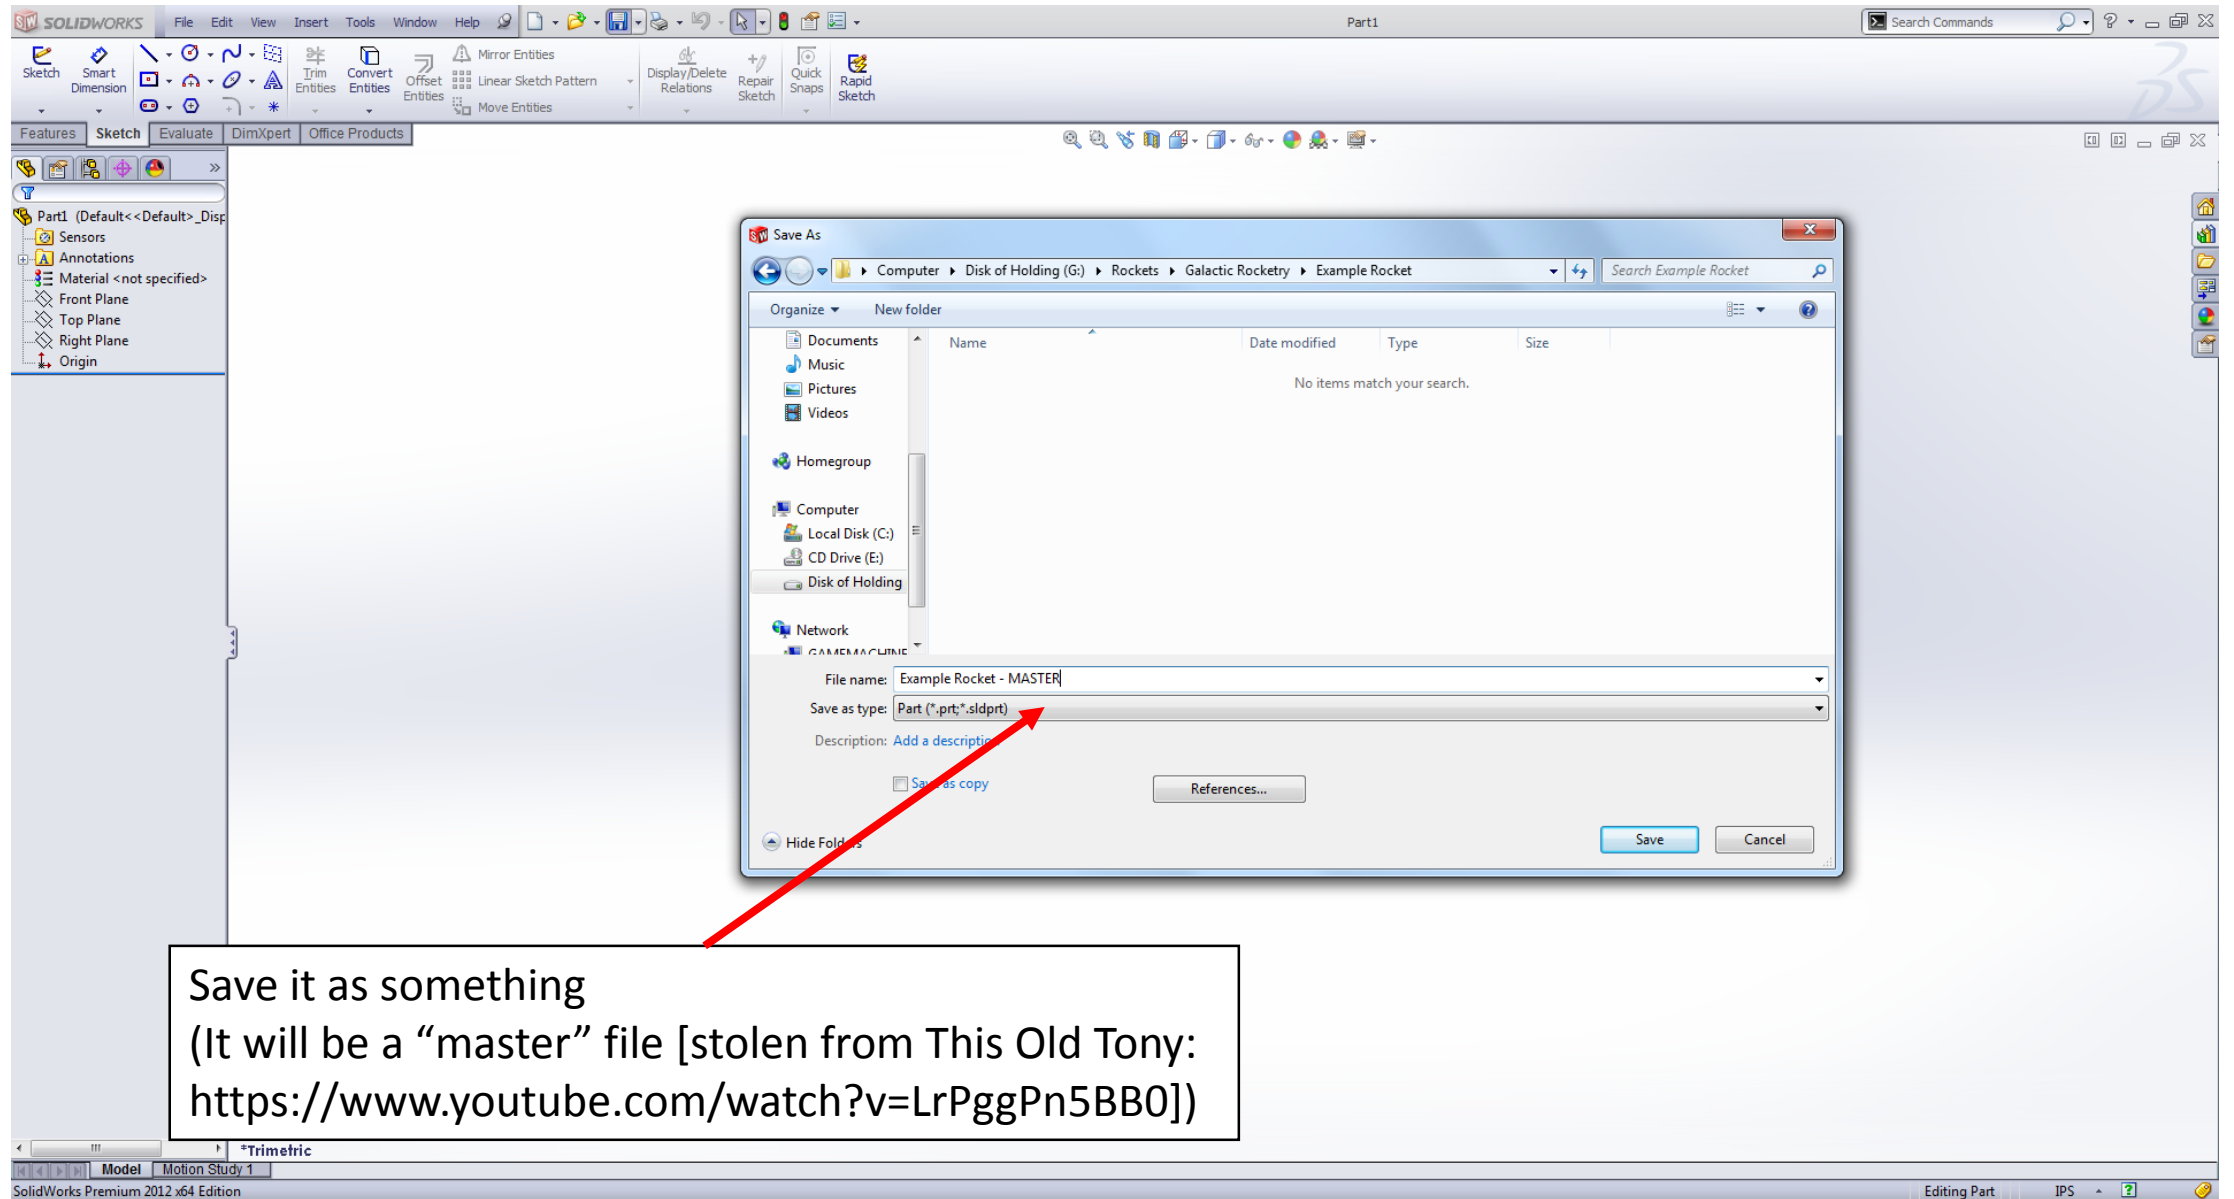 SOLIDWORKS File Edit View Insert Tools Window Help Part1 Search Commands
Sketch Smart Dimension Trim Entities Convert Entities Offset Entities Mirror Entities Linear Sketch Pattern Move Entities Display/Delete Relations Repair Sketch Quick Snaps Rapid Sketch
Features Sketch Evaluate DimXpert Office Products
Part1 (Default<<Default>_Disp
Sensors
Annotations
Material <not specified>
Front Plane
Top Plane
Right Plane
Origin
Save As
Computer Disk of Holding (G:) Rockets Galactic Rocketry Example Rocket Search Example Rocket
Organize New folder
Documents Name Date modified Type Size
Music
No items match your search.
Pictures
Videos
Homegroup
Computer
Local Disk (C:)
CD Drive (E:)
Disk of Holding
Network
GAMEMACHINE
File name: Example Rocket - MASTER
Save as type: Part (*.prt;*.sldprt)
Description: Add a description
Save as copy References...
Hide Folders Save Cancel
Save it as something
(It will be a “master” file [stolen from This Old Tony:
https://www.youtube.com/watch?v=LrPggPn5BB0])
*Trimetric
Model Motion Study 1
SolidWorks Premium 2012 x64 Edition Editing Part IPS